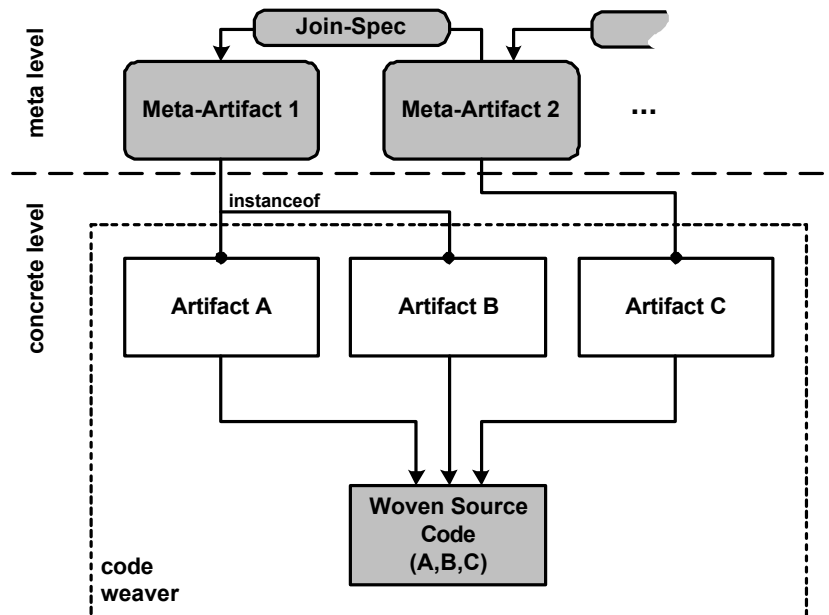 Join-Spec
meta level
Meta-Artifact 1
Meta-Artifact 2
...
instanceof
concrete level
Artifact A
Artifact B
Artifact C
Woven Source
Code
(A,B,C)
code
weaver